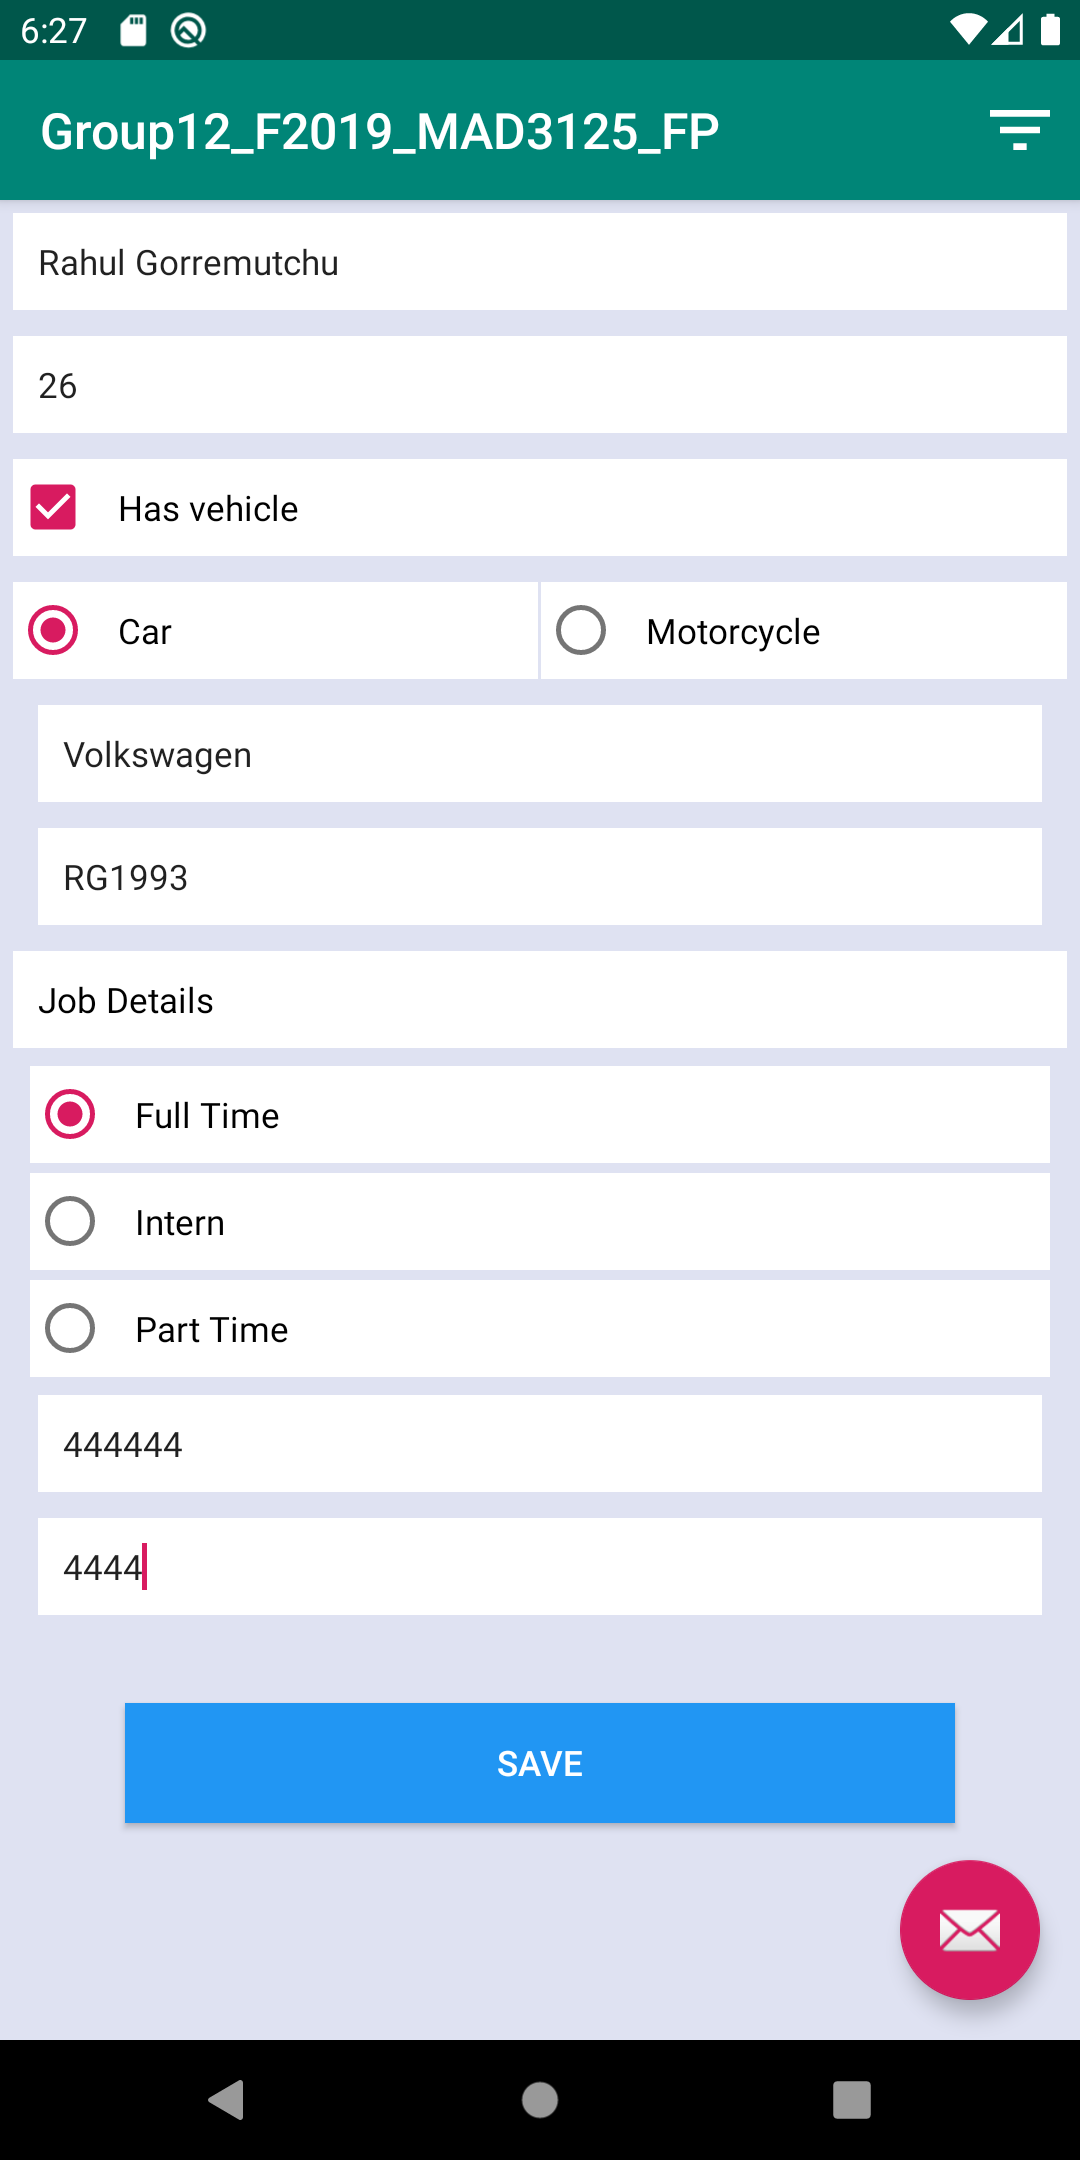 6:27
Group12_F2019_MAD3125_FP
Rahul Gorremutchu
26
Has vehicle
Car
Motorcycle
Volkswagen
RG1993
Job Details
Full Time
Intern
Part Time
444444
4444
SAVE